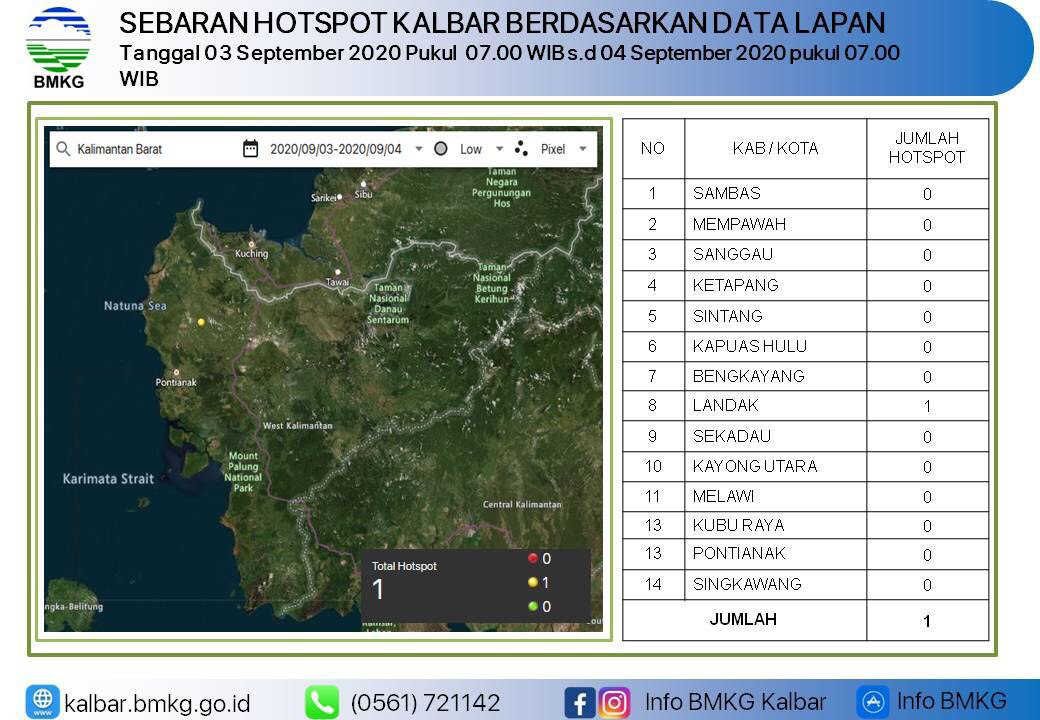 SEBARAN HOTSPOT KALBAR BERDASARKAN DATA LAPAN
Tanggal 03 September 2020 Pukul 07.00 WIB s.d 04 September 2020 pukul 07.00
WIB
BMKG
Kalimantan Barat 2020/09/03-2020/09/04 Low Pixel
Taman
Negara
Pergunungan
Hos
Sarikei
Sibu
Kuching
Tawai
Taman
Nasional
Danau
Sentarum
Taman
Nasional
Betung
Kerihun
Natuna Sea
Pontianak
West Kalimantan
Mount
Palung
National
Park
Karimata Strait
Central Kalimantan
ngka-Belitung
Total Hotspot
1
0
1
0
NO KAB / KOTA JUMLAH HOTSPOT
1 SAMBAS 0
2 MEMPAWAH 0
3 SANGGAU 0
4 KETAPANG 0
5 SINTANG 0
6 KAPUAS HULU 0
7 BENGKAYANG 0
8 LANDAK 1
9 SEKADAU 0
10 KAYONG UTARA 0
11 MELAWI 0
13 KUBU RAYA 0
13 PONTIANAK 0
14 SINGKAWANG 0
JUMLAH 1
kalbar.bmkg.go.id (0561) 721142 Info BMKG Kalbar Info BMKG